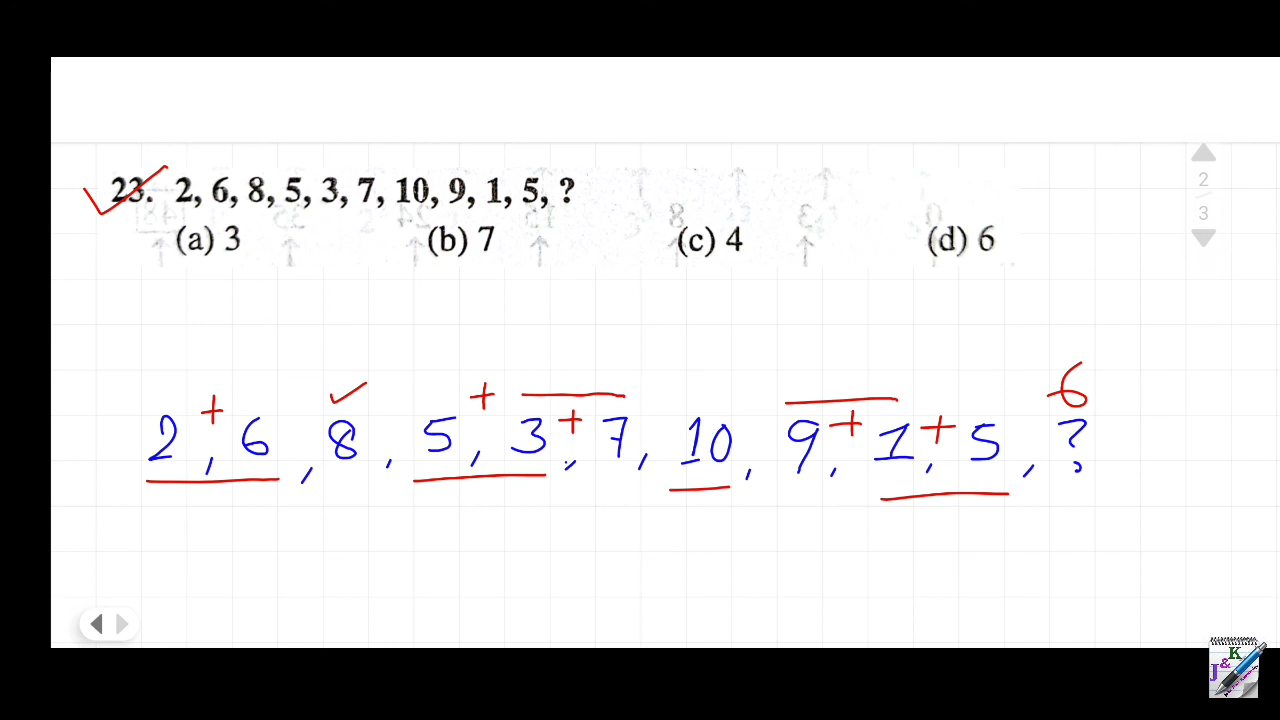 23. 2, 6, 8, 5, 3, 7, 10, 9, 1, 5, ?
(a) 3 (b) 7 (c) 4 (d) 6
2
3
+ + + + + 6
2, 6, 8, 5, 3, 7, 10, 9, 1, 5, ?
J&K